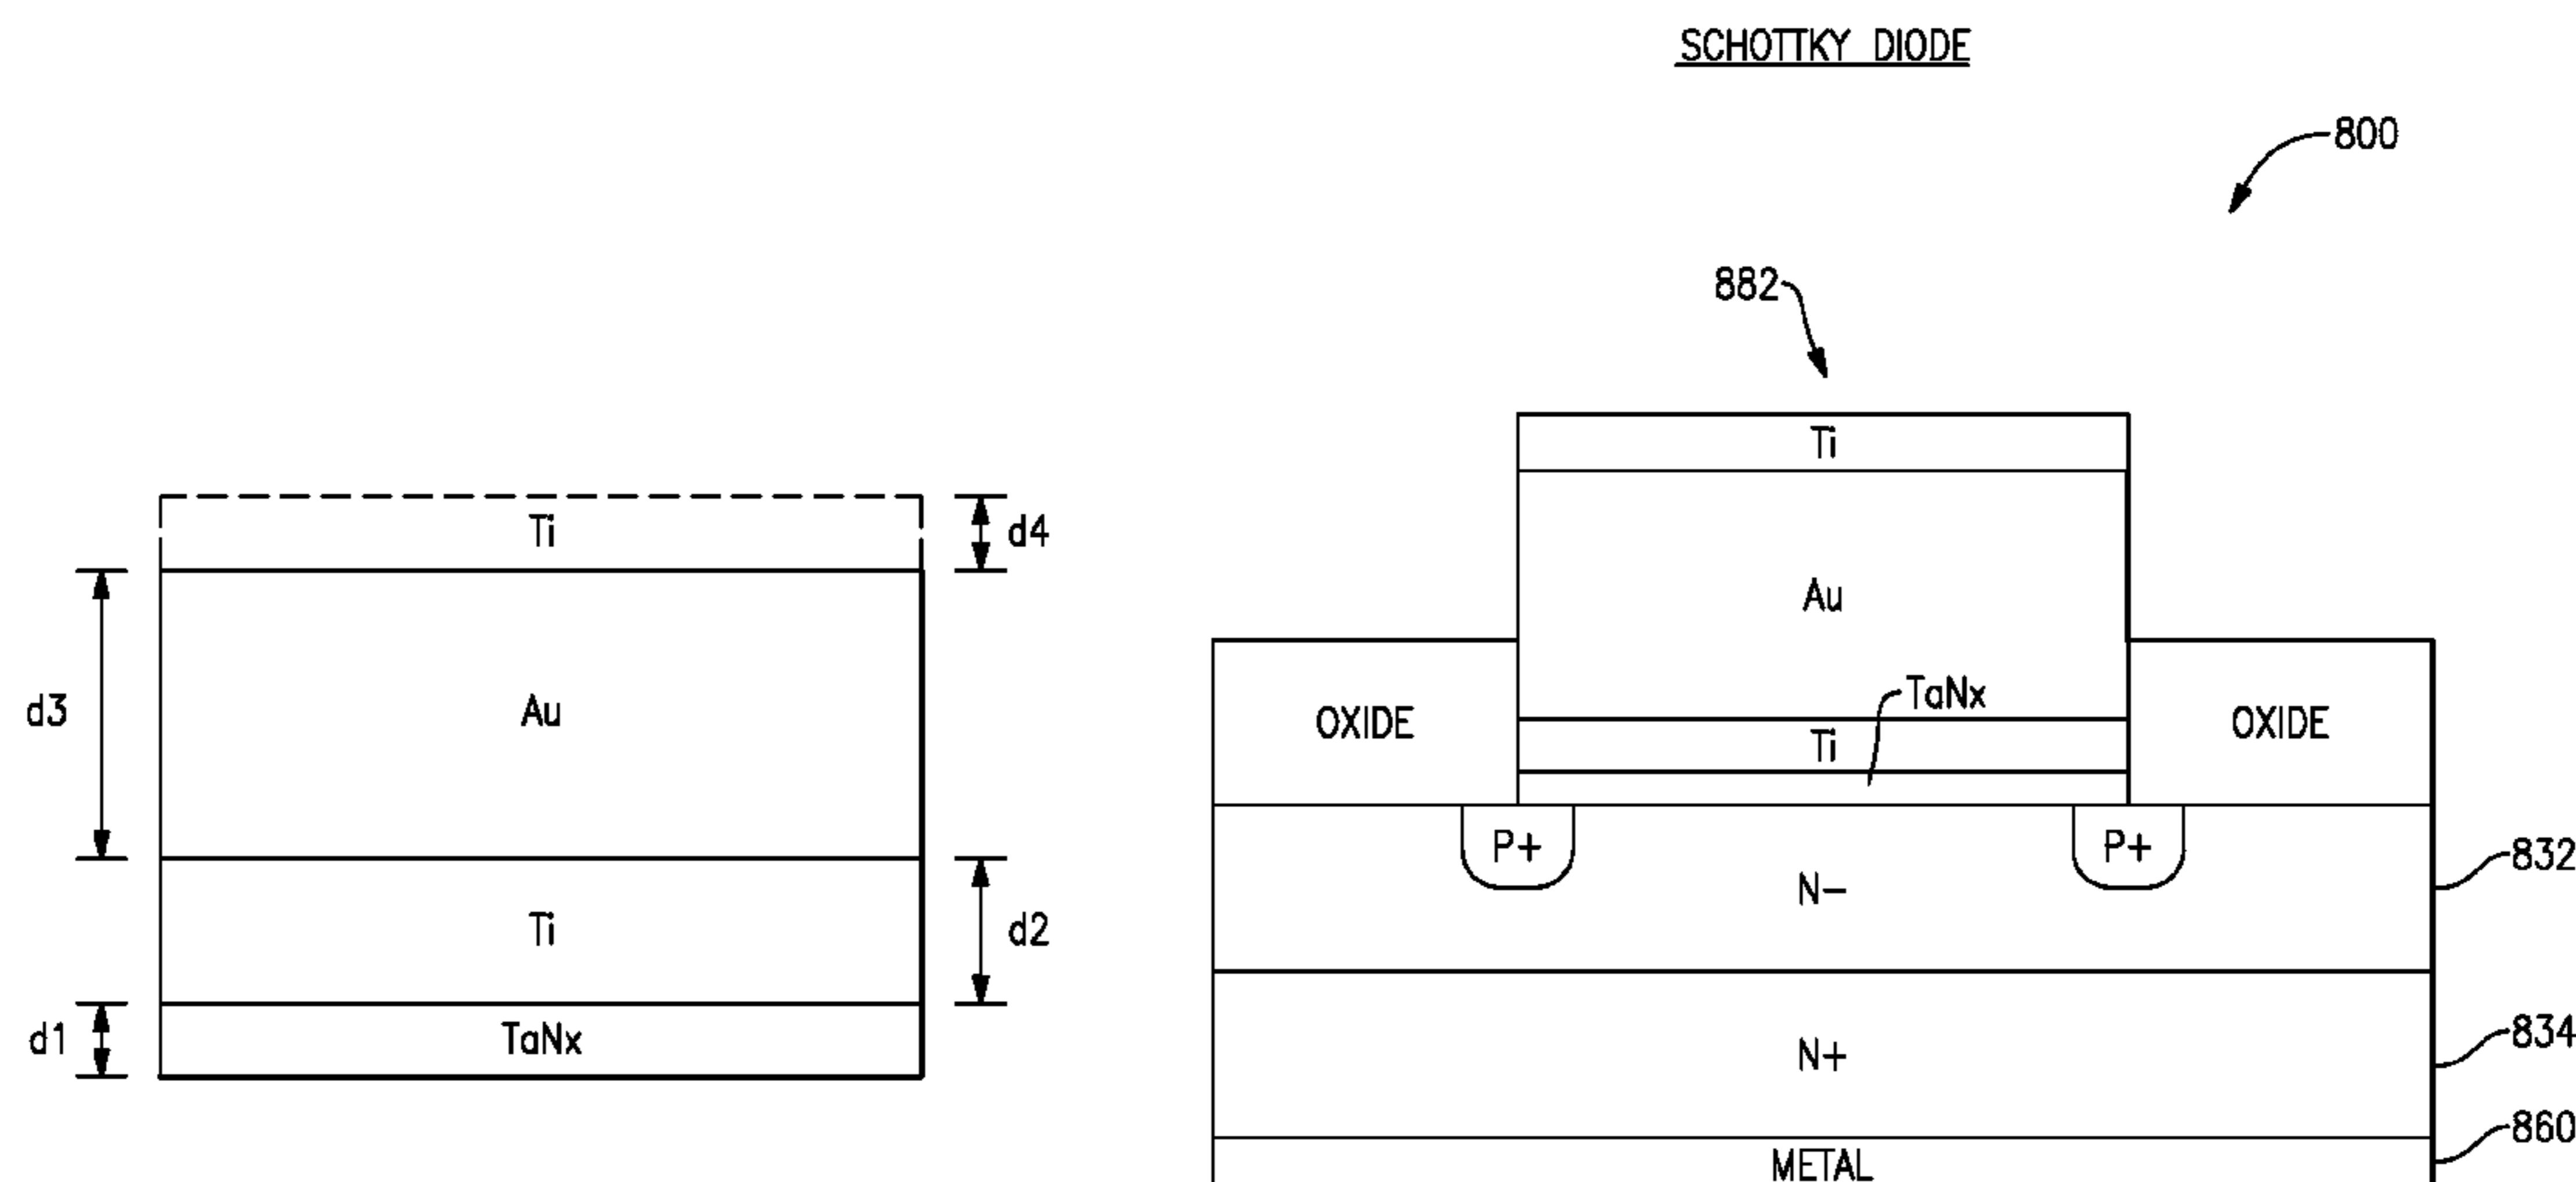 SCHOTTKY DIODE
800
882
Ti
d4
d3
Au
Ti
d2
d1
TaNx
Ti
Au
TaNx
OXIDE
Ti
OXIDE
P+
P+
N-
832
N+
834
METAL
860